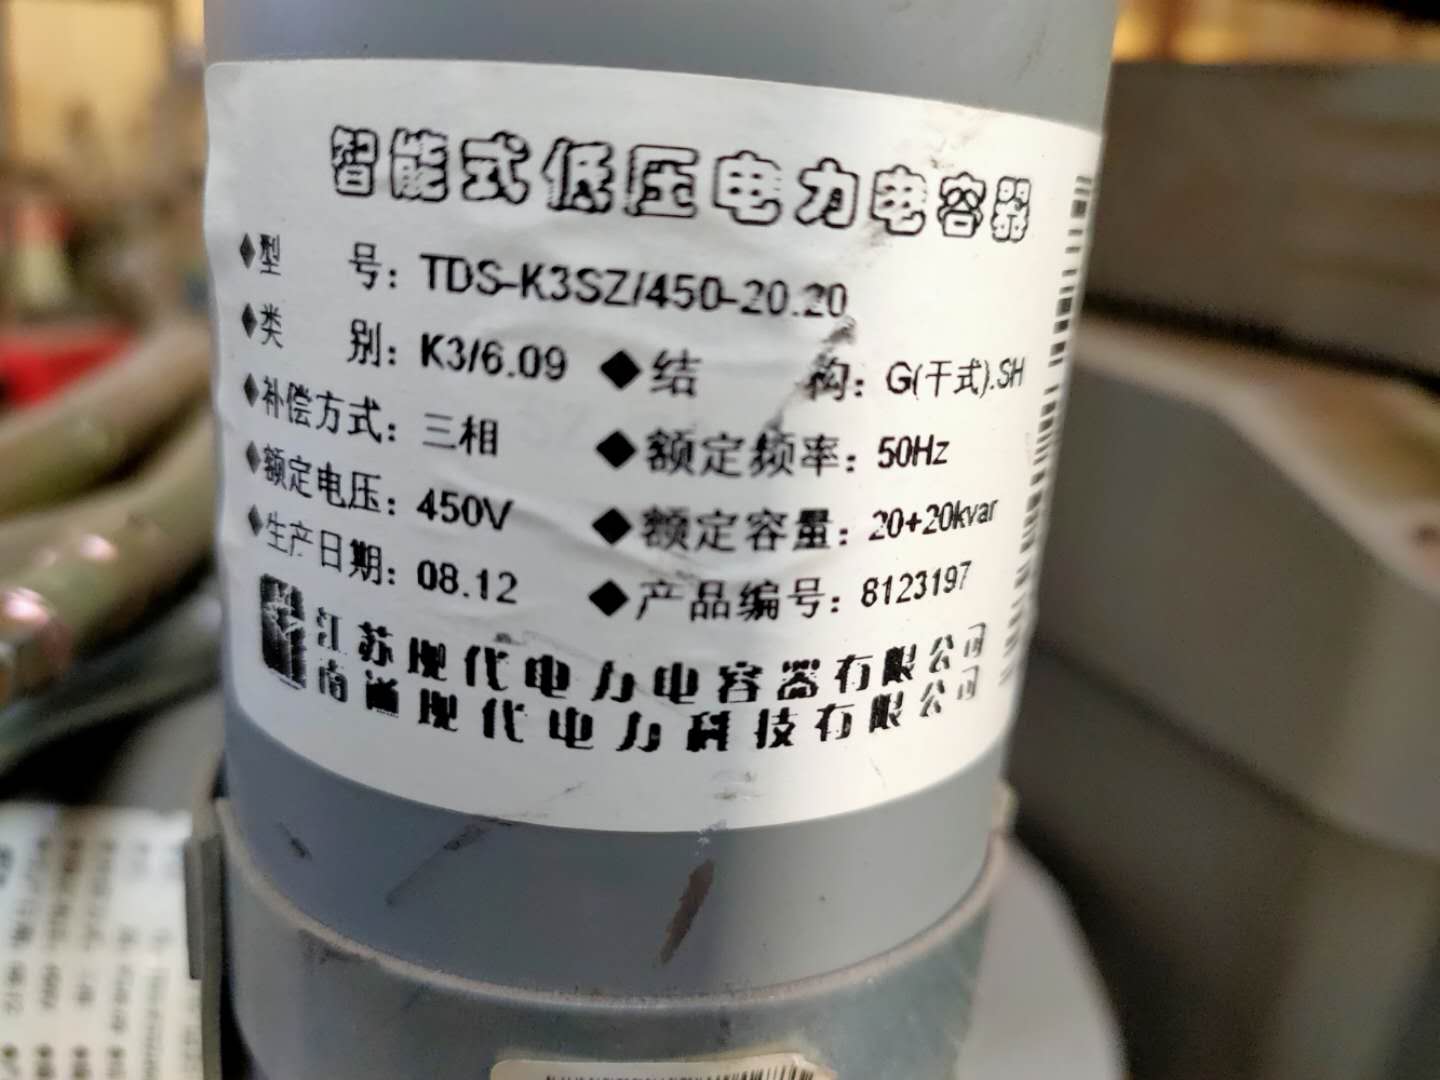 智能式低压电力电容器
◆型 号：TDS-K3SZ/450-20.20
◆类 别：K3/6.09 ◆结 构：G(干式).SH
◆补偿方式：三相 ◆额定频率：50Hz
◆额定电压：450V ◆额定容量：20+20kvar
◆生产日期：08.12 ◆产品编号：8123197
江苏现代电力电容器有限公司
南通现代电力科技有限公司